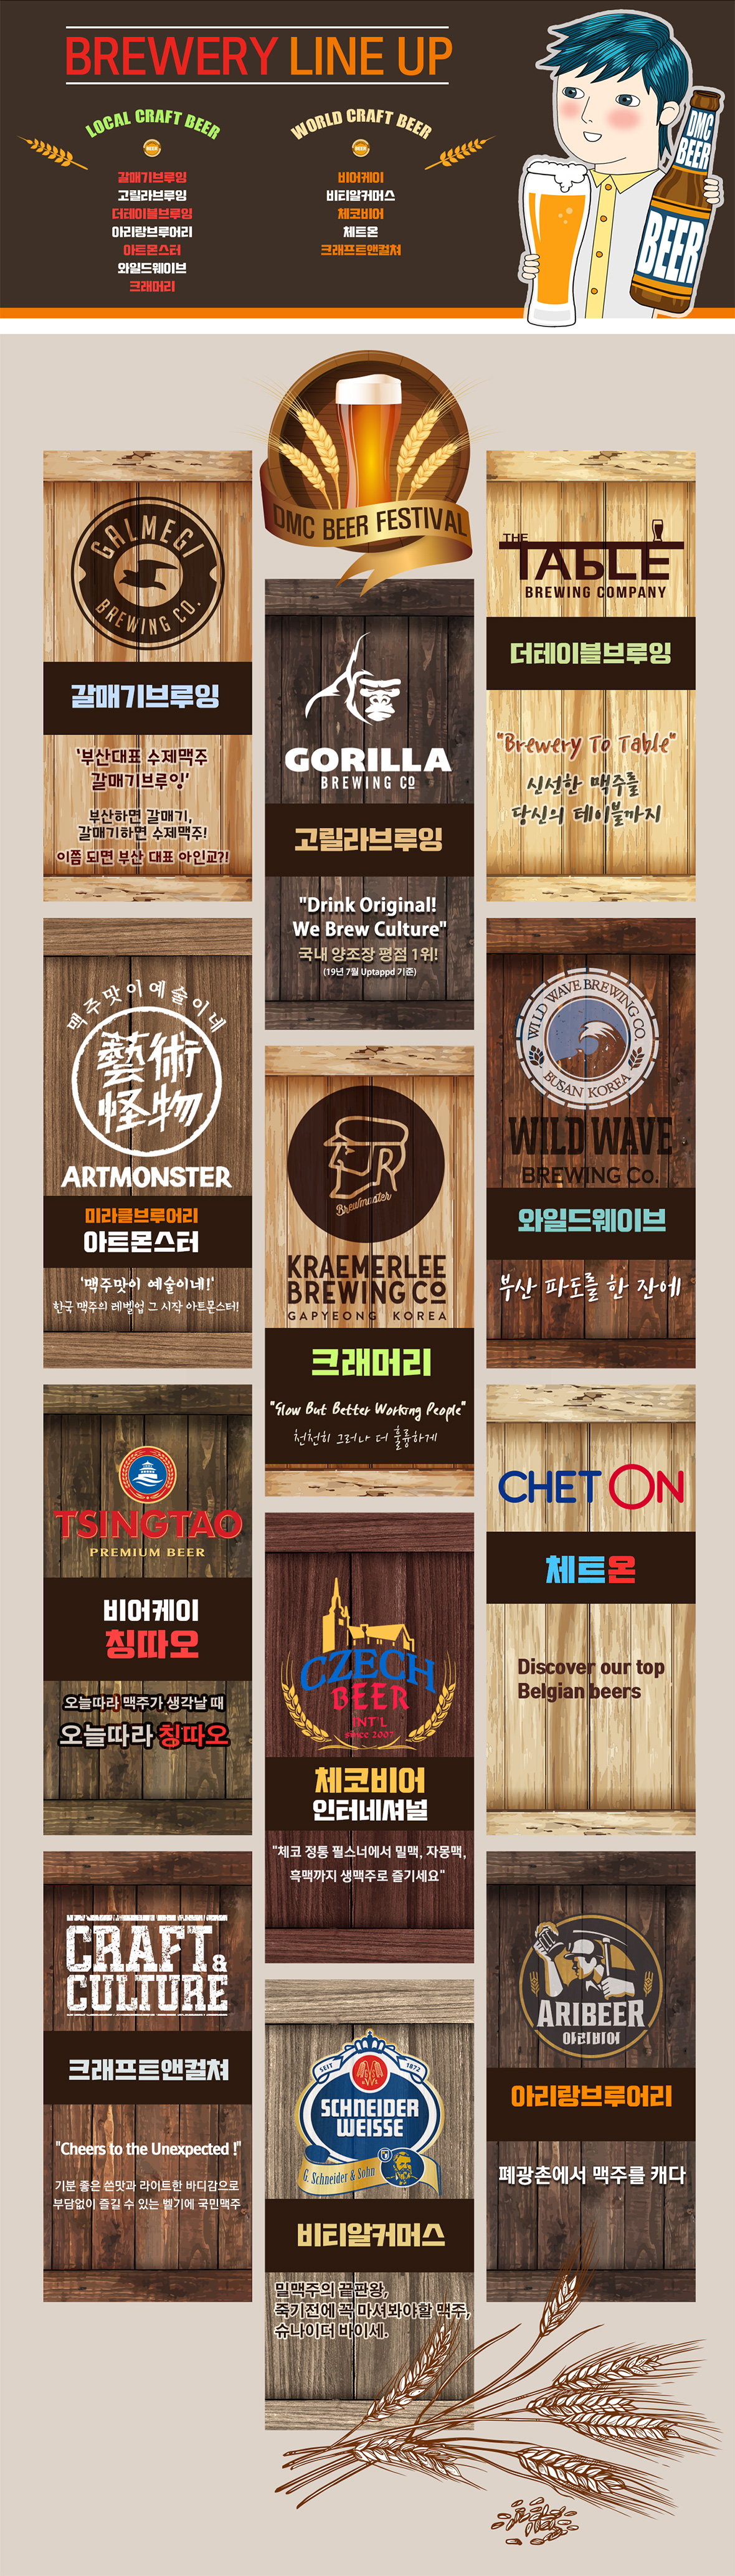 BREWERY LINE UP
LOCAL CRAFT BEER
BEER
갈매기브루잉
고릴라브루잉
더테이블브루잉
아리랑브루어리
아트몬스터
와일드웨이브
크래머리
WORLD CRAFT BEER
BEER
비어케이
비티알커머스
체코비어
체트온
크래프트앤컬쳐
DMC
BEER
BEER
DMC BEER FESTIVAL
GALMEGI
BREWING CO.
갈매기브루잉
'부산대표 수제맥주
갈매기브루잉'
부산하면 갈매기,
갈매기하면 수제맥주!
이쯤 되면 부산 대표 아인교?!
GORILLA
BREWING CO
고릴라브루잉
"Drink Original!
We Brew Culture"
국내 양조장 평점 1위!
(19년 7월 Uptappd 기준)
THE
TAbLE
BREWING COMPANY
더테이블브루잉
"Brewery To Table"
신선한 맥주를
당신의 테이블까지
맥주맛이예술이네
藝術
怪物
ARTMONSTER
미라클브루어리
아트몬스터
'맥주맛이 예술이네!'
한국 맥주의 레벨업 그 시작 아트몬스터!
Brewmaster
KRAEMERLEE
BREWING CO
GAPYEONG KOREA
크래머리
"Slow But Better Working People"
천천히 그러나 더 훌륭하게
WILD WAVE BREWING CO.
BUSAN KOREA
WILD WAVE
BREWING Co.
와일드웨이브
부산 파도를 한 잔에
TSINGTAO
PREMIUM BEER
비어케이
칭따오
오늘따라 맥주가 생각날 때
오늘따라 칭따오
CZECH
BEER
INT'L
since 2007
체코비어
인터네셔널
"체코 정통 필스너에서 밀맥, 자몽맥,
흑맥까지 생맥주로 즐기세요"
CHETON
체트온
Discover our top
Belgian beers
CRAFT&
CULTURE
크래프트앤컬쳐
"Cheers to the Unexpected !"
기분 좋은 쓴맛과 라이트한 바디감으로
부담없이 즐길 수 있는 벨기에 국민맥주
SEIT 1872
SCHNEIDER
WEISSE
G. Schneider & Sohn
비티알커머스
밀맥주의 끝판왕,
죽기전에 꼭 마셔봐야할 맥주,
슈나이더 바이세.
ARIBEER
아리비어
아리랑브루어리
폐광촌에서 맥주를 캐다